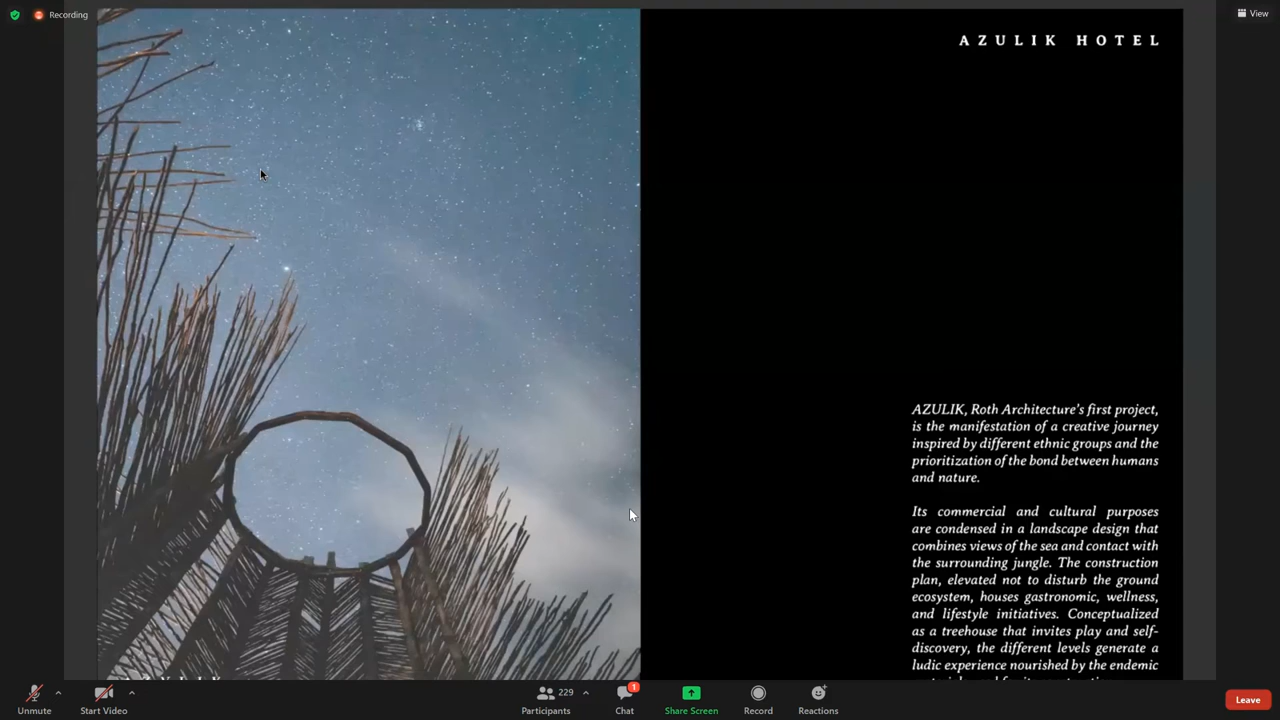 Recording
View
AZULIK HOTEL
AZULIK, Roth Architecture's first project,
is the manifestation of a creative journey
inspired by different ethnic groups and the
prioritization of the bond between humans
and nature.
Its commercial and cultural purposes
are condensed in a landscape design that
combines views of the sea and contact with
the surrounding jungle. The construction
plan, elevated not to disturb the ground
ecosystem, houses gastronomic, wellness,
and lifestyle initiatives. Conceptualized
as a treehouse that invites play and self-
discovery, the different levels generate a
ludic experience nourished by the endemic
Unmute
Start Video
229
Participants
1
Chat
Share Screen
Record
Reactions
Leave